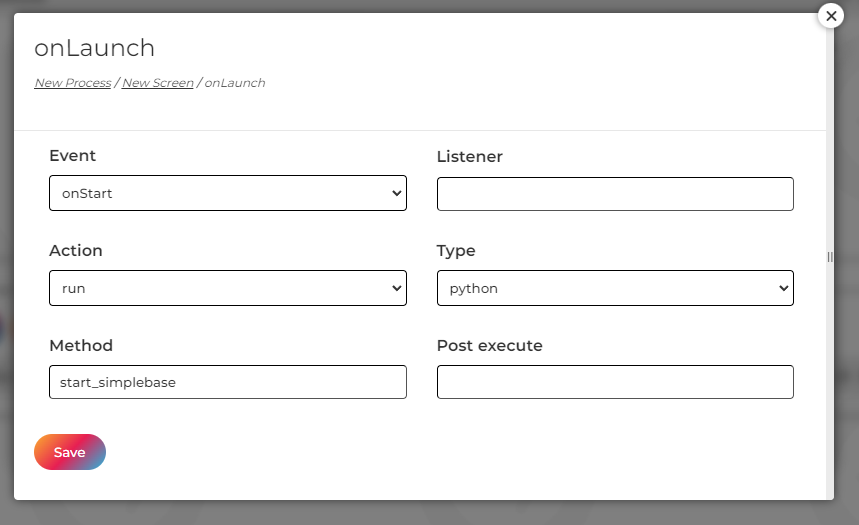 onLaunch
New Process / New Screen / onLaunch
Event
Listener
onStart
Action
Type
run
python
Method
Post execute
start_simplebase
Save